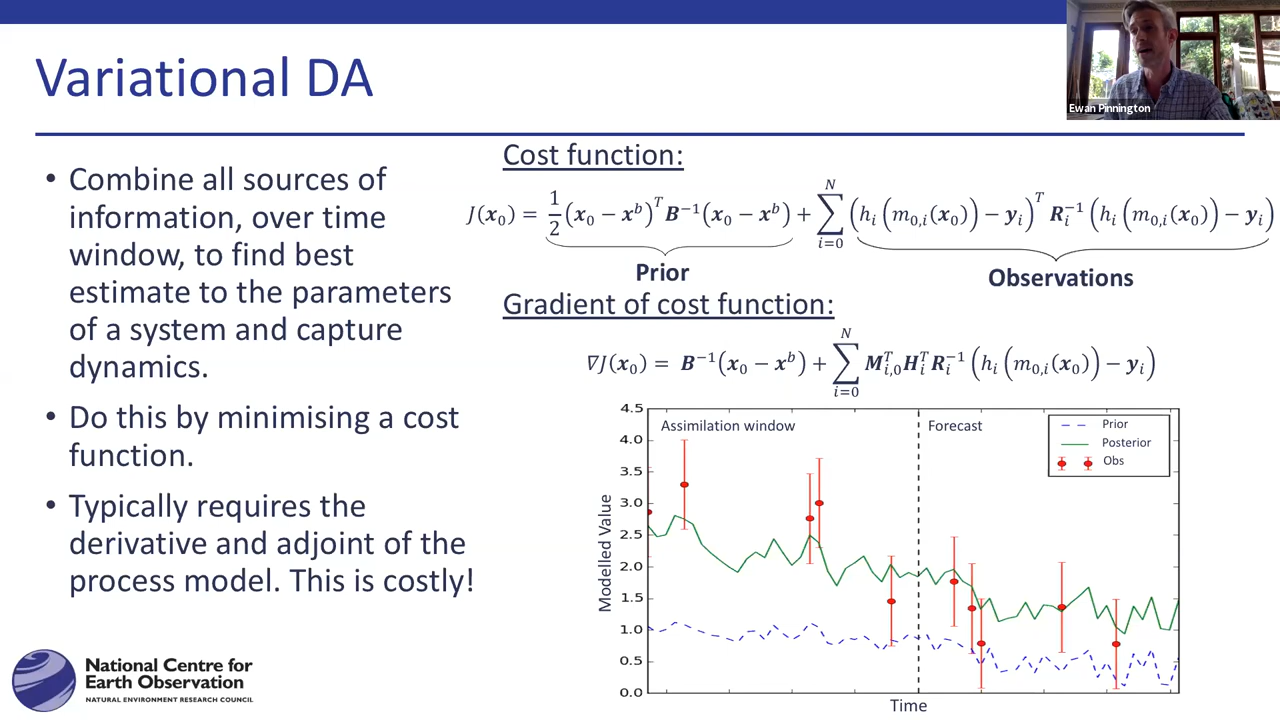 Variational DA
Ewan Pinnington
• Combine all sources of
information, over time
window, to find best
estimate to the parameters
of a system and capture
dynamics.
• Do this by minimising a cost
function.
• Typically requires the
derivative and adjoint of the
process model. This is costly!
Cost function:
J(x₀) = 1/2 (x₀ − xᵇ)ᵀ B⁻¹(x₀ − xᵇ) + ∑ᵢ₌₀ᴺ (hᵢ(m₀,ᵢ(x₀)) − yᵢ)ᵀ Rᵢ⁻¹ (hᵢ(m₀,ᵢ(x₀)) − yᵢ)
Prior
Observations
Gradient of cost function:
∇J(x₀) = B⁻¹(x₀ − xᵇ) + ∑ᵢ₌₀ᴺ Mᵢ,₀ᵀ Hᵢᵀ Rᵢ⁻¹ (hᵢ(m₀,ᵢ(x₀)) − yᵢ)
Assimilation window
Forecast
Prior
Posterior
Obs
4.5
4.0
3.5
3.0
2.5
2.0
1.5
1.0
0.5
0.0
Modelled Value
Time
National Centre for
Earth Observation
NATURAL ENVIRONMENT RESEARCH COUNCIL